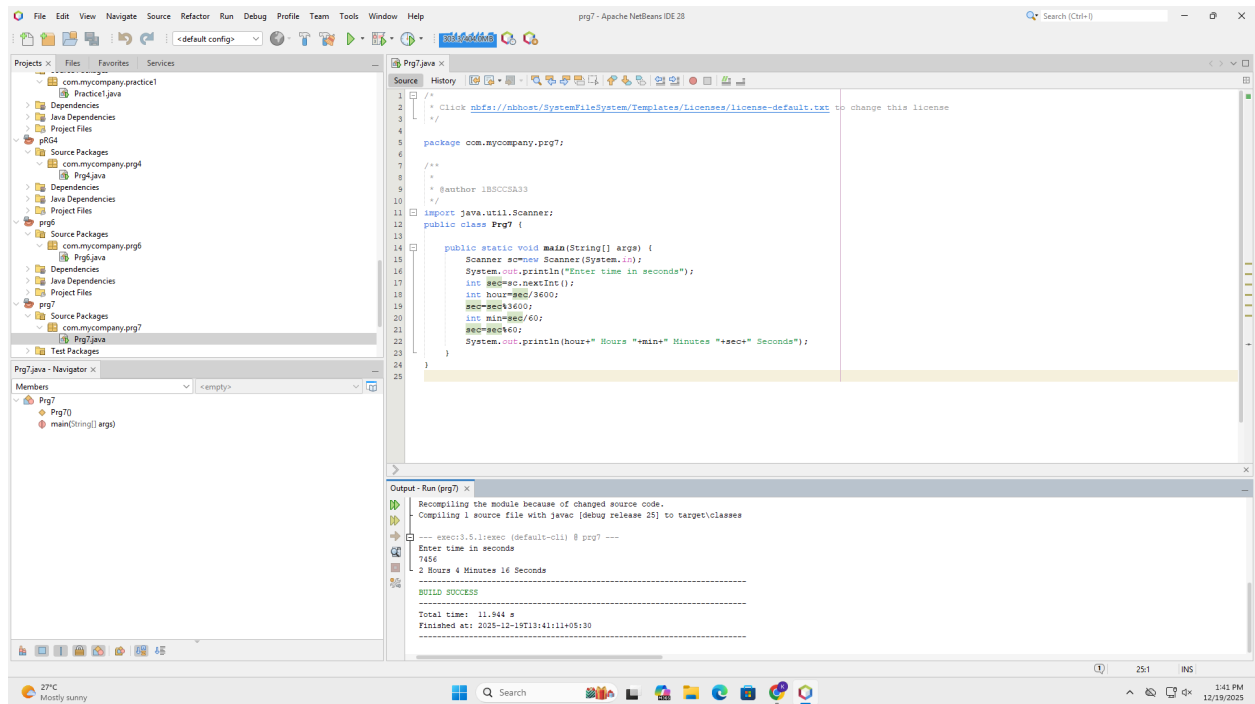 File Edit View Navigate Source Refactor Run Debug Profile Team Tools Window Help
prg7 - Apache NetBeans IDE 28
Search (Ctrl+I)
<default config>
Projects Files Favorites Services
com.mycompany.practice1
Practice1.java
Dependencies
Java Dependencies
Project Files
pRG4
Source Packages
com.mycompany.prg4
Prg4.java
Dependencies
Java Dependencies
Project Files
prg6
Source Packages
com.mycompany.prg6
Prg6.java
Dependencies
Java Dependencies
Project Files
prg7
Source Packages
com.mycompany.prg7
Prg7.java
Test Packages
Prg7.java - Navigator
Members <empty>
Prg7
Prg7()
main(String[] args)
Prg7.java
Source History
1 /*
2 * Click nbfs://nbhost/SystemFileSystem/Templates/Licenses/license-default.txt to change this license
3 */
4
5 package com.mycompany.prg7;
6
7 /**
8 *
9 * @author 1BSCCSA33
10 */
11 import java.util.Scanner;
12 public class Prg7 {
13
14 public static void main(String[] args) {
15 Scanner sc=new Scanner(System.in);
16 System.out.println("Enter time in seconds");
17 int sec=sc.nextInt();
18 int hour=sec/3600;
19 sec=sec%3600;
20 int min=sec/60;
21 sec=sec%60;
22 System.out.println(hour+" Hours "+min+" Minutes "+sec+" Seconds");
23 }
24 }
25
Output - Run (prg7)
Recompiling the module because of changed source code.
Compiling 1 source file with javac [debug release 25] to target\classes
--- exec:3.5.1:exec (default-cli) @ prg7 ---
Enter time in seconds
7456
2 Hours 4 Minutes 16 Seconds
------------------------------------------------------------------------
BUILD SUCCESS
------------------------------------------------------------------------
Total time: 11.944 s
Finished at: 2025-12-19T13:41:11+05:30
------------------------------------------------------------------------
25:1 INS
27°C
Mostly sunny
Search
1:41 PM
12/19/2025